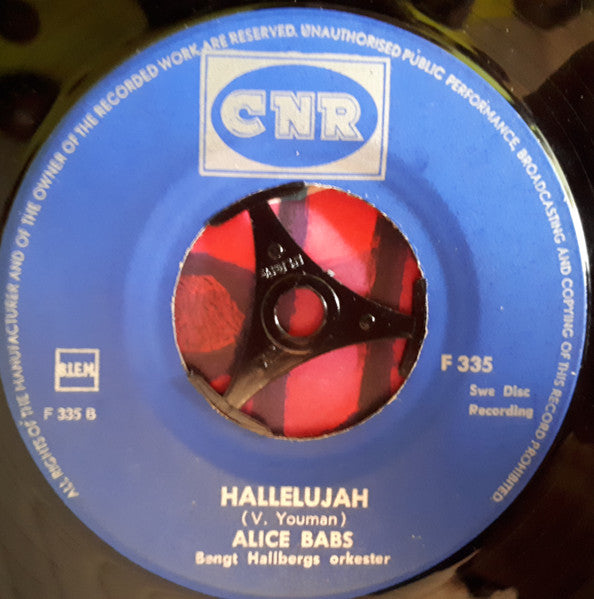 ALL RIGHTS OF THE MANUFACTURER AND OF THE OWNER OF THE RECORDED WORK ARE RESERVED. UNAUTHORISED PUBLIC PERFORMANCE, BROADCASTING AND COPYING OF THIS RECORD PROHIBITED
CNR
B.I.E.M.
F 335 B
F 335
Swe Disc
Recording
HALLELUJAH
(V. Youman)
ALICE BABS
Bengt Hallbergs orkester